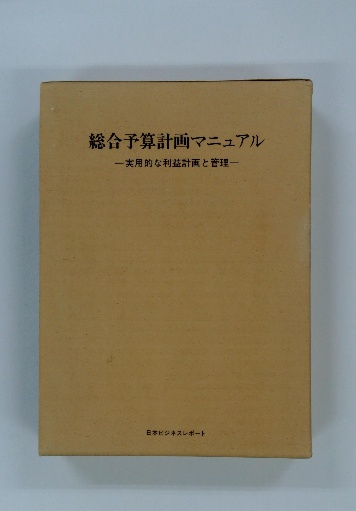 総合予算計画マニュアル
―実用的な利益計画と管理―
日本ビジネスレポート